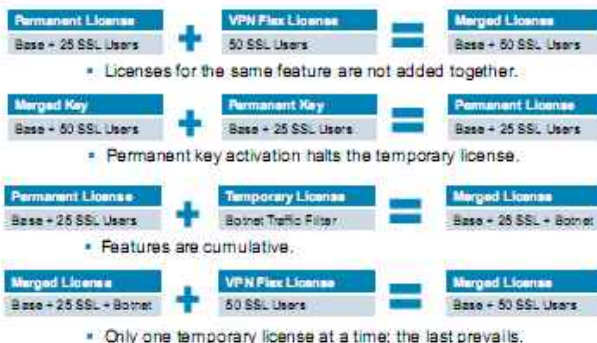 Permanent License + VPN Flex License = Merged License
Base + 25 SSL Users 50 SSL Users Base + 50 SSL Users
▪ Licenses for the same feature are not added together.
Merged Key + Permanent Key = Permanent License
Base + 50 SSL Users Base + 25 SSL Users Base + 25 SSL Users
▪ Permanent key activation halts the temporary license.
Permanent License + Temporary License = Merged License
Base + 25 SSL Users Botnet Traffic Filter Base + 25 SSL + Botnet
▪ Features are cumulative.
Merged License + VPN Flex License = Merged License
Base + 25 SSL + Botnet 50 SSL Users Base + 50 SSL Users
▪ Only one temporary license at a time; the last prevails.